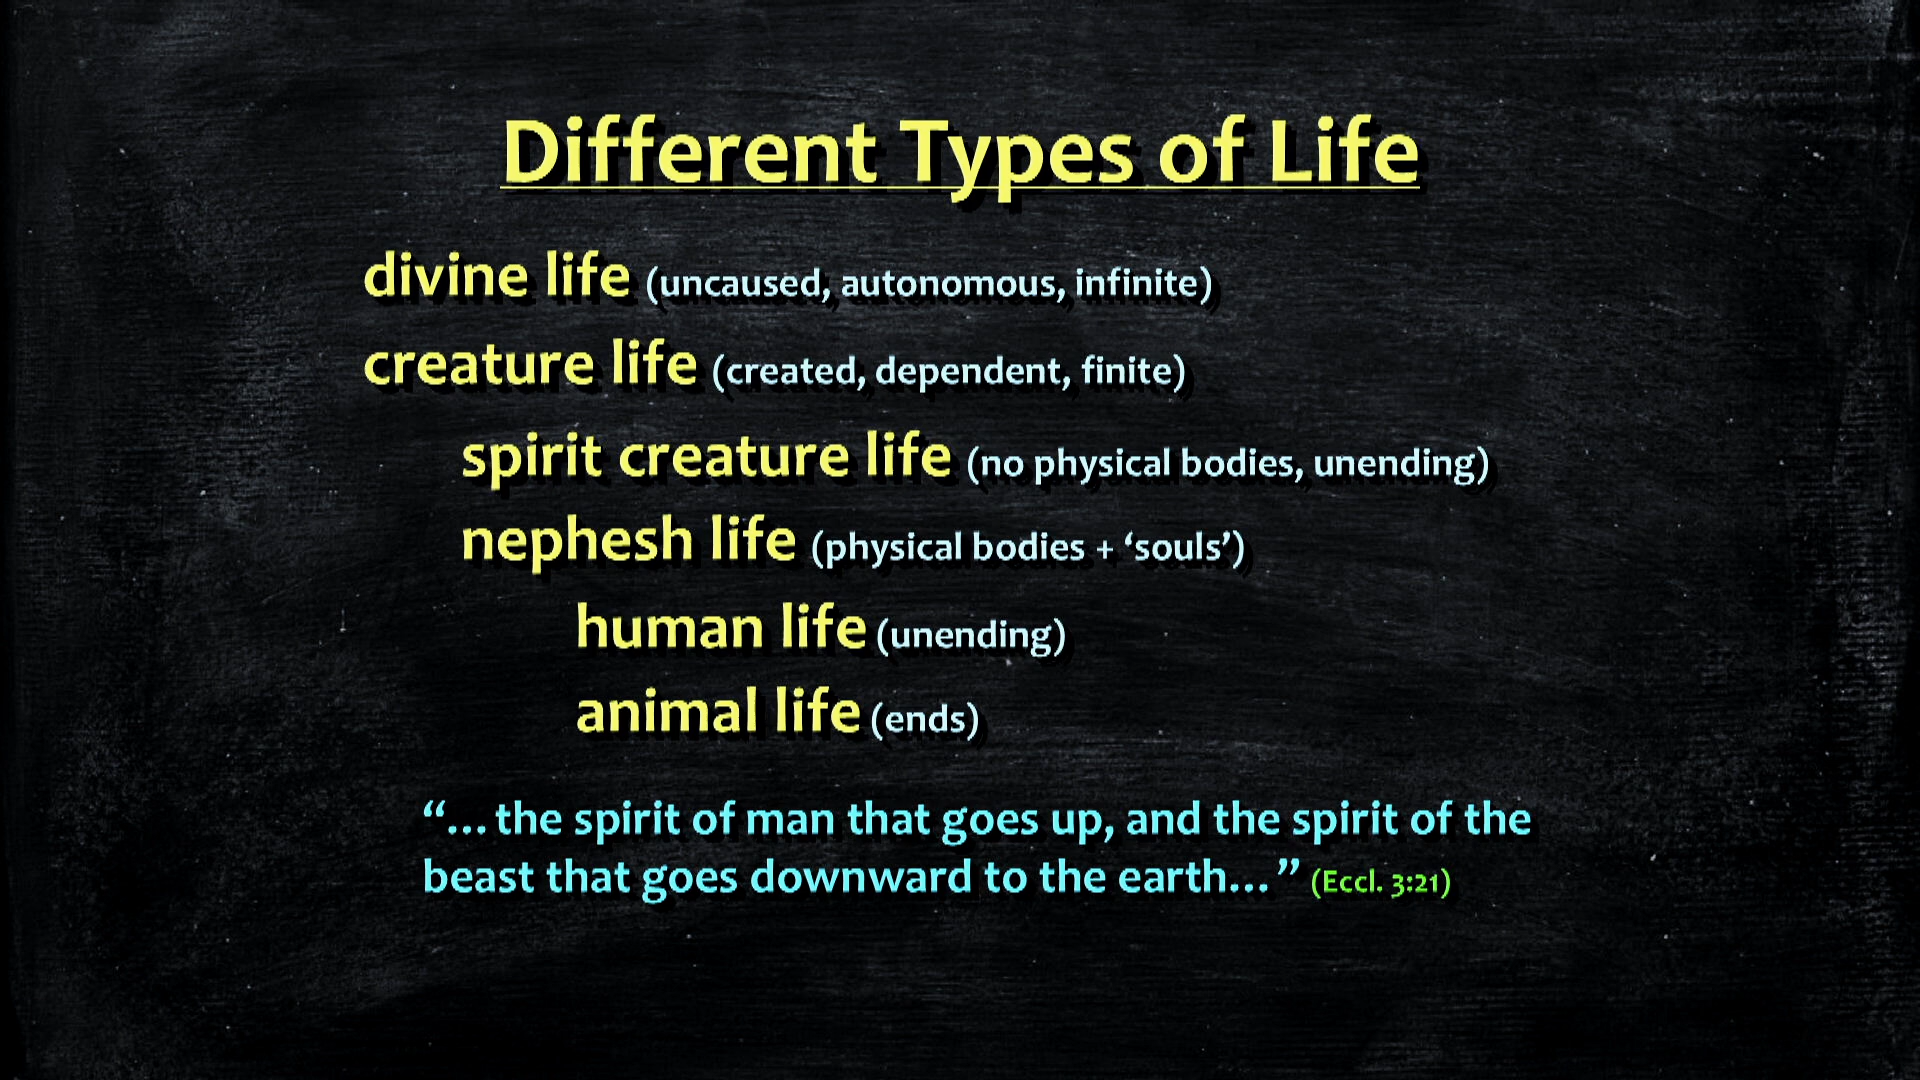 Different Types of Life
divine life (uncaused, autonomous, infinite)
creature life (created, dependent, finite)
spirit creature life (no physical bodies, unending)
nephesh life (physical bodies + ‘souls’)
human life (unending)
animal life (ends)
“…the spirit of man that goes up, and the spirit of the
beast that goes downward to the earth…” (Eccl. 3:21)